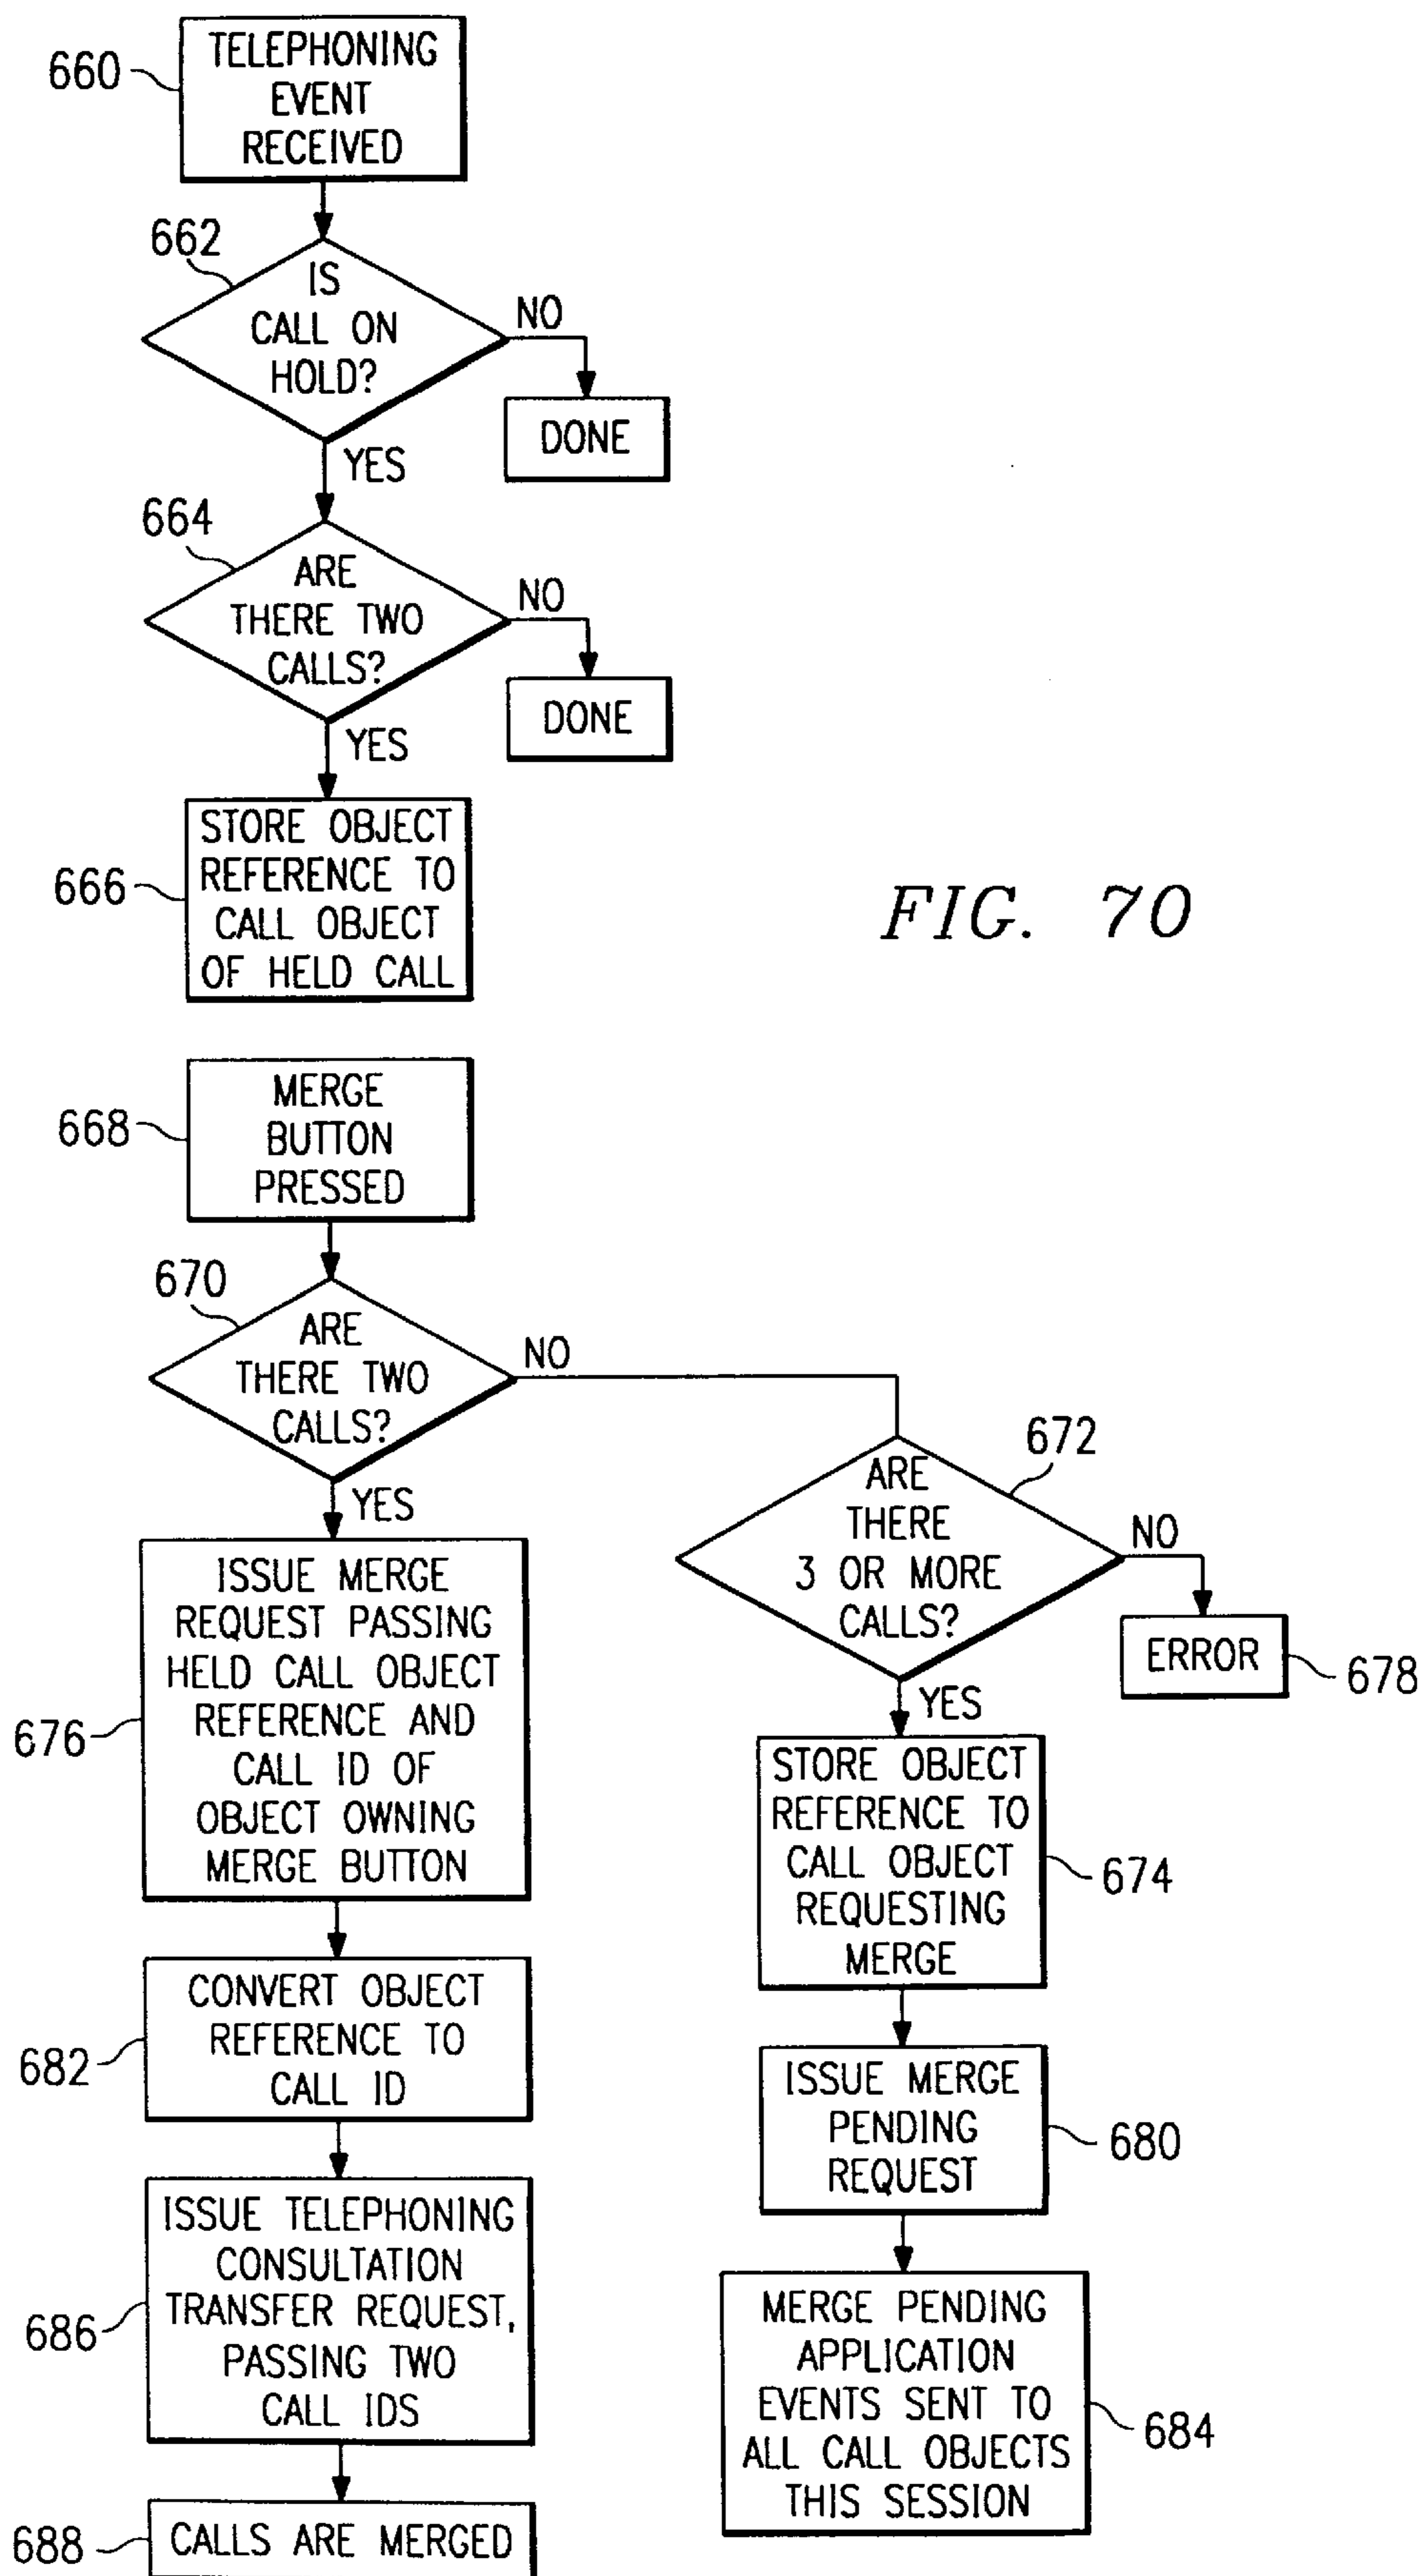 660
TELEPHONING
EVENT
RECEIVED
662
IS
CALL ON
HOLD?
NO
DONE
YES
664
ARE
THERE TWO
CALLS?
NO
DONE
YES
666
STORE OBJECT
REFERENCE TO
CALL OBJECT
OF HELD CALL
FIG. 70
668
MERGE
BUTTON
PRESSED
670
ARE
THERE TWO
CALLS?
NO
YES
672
ARE
THERE
3 OR MORE
CALLS?
NO
ERROR
678
YES
676
ISSUE MERGE
REQUEST PASSING
HELD CALL OBJECT
REFERENCE AND
CALL ID OF
OBJECT OWNING
MERGE BUTTON
STORE OBJECT
REFERENCE TO
CALL OBJECT
REQUESTING
MERGE
674
682
CONVERT OBJECT
REFERENCE TO
CALL ID
ISSUE MERGE
PENDING
REQUEST
680
686
ISSUE TELEPHONING
CONSULTATION
TRANSFER REQUEST,
PASSING TWO
CALL IDS
MERGE PENDING
APPLICATION
EVENTS SENT TO
ALL CALL OBJECTS
THIS SESSION
684
688
CALLS ARE MERGED